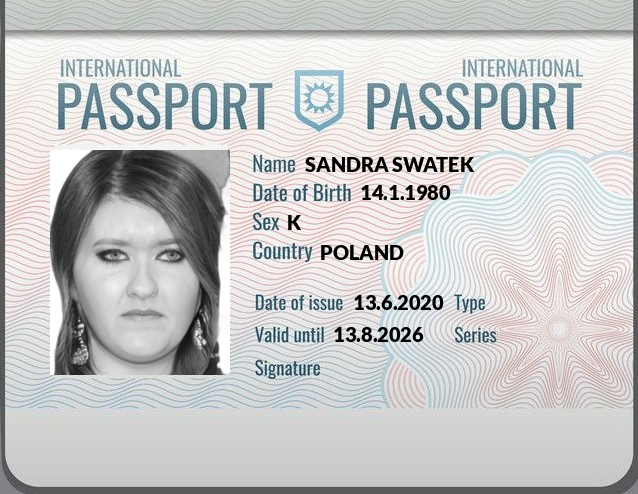 INTERNATIONAL INTERNATIONAL
PASSPORT PASSPORT
Name SANDRA SWATEK
Date of Birth 14.1.1980
Sex K
Country POLAND
Date of issue 13.6.2020 Type
Valid until 13.8.2026 Series
Signature